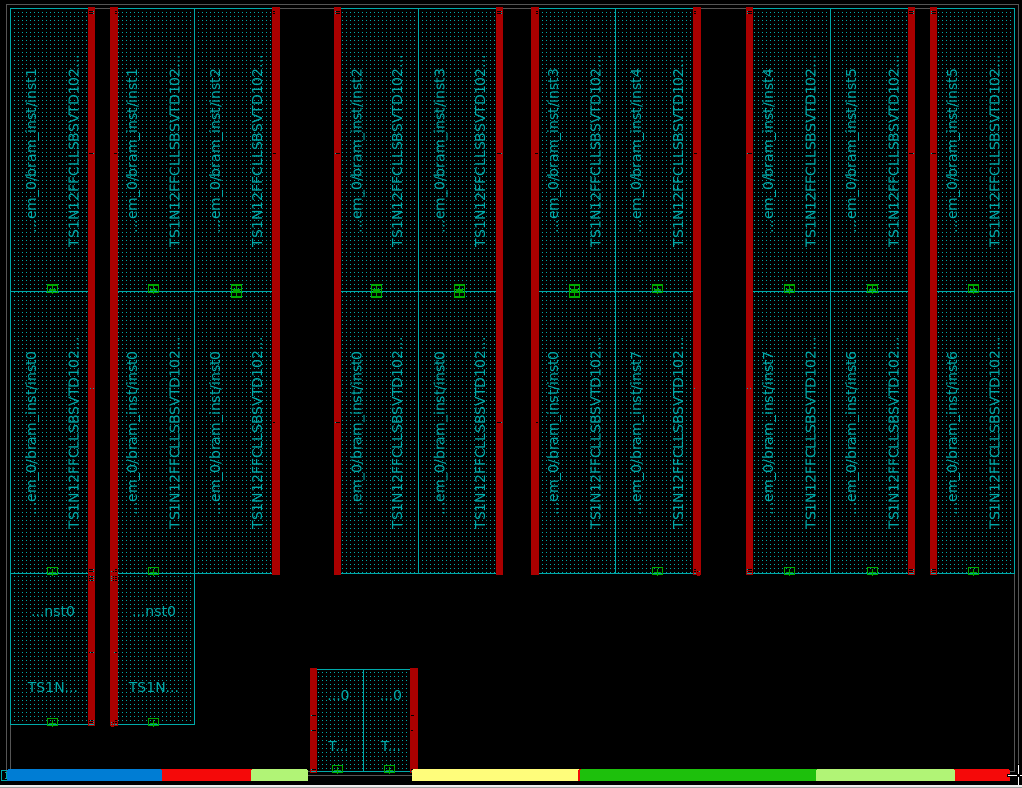 ...em_0/bram_inst/inst1
TS1N12FFCLLSBSVTD102...
...em_0/bram_inst/inst1
TS1N12FFCLLSBSVTD102...
...em_0/bram_inst/inst2
TS1N12FFCLLSBSVTD102...
...em_0/bram_inst/inst2
TS1N12FFCLLSBSVTD102...
...em_0/bram_inst/inst3
TS1N12FFCLLSBSVTD102...
...em_0/bram_inst/inst3
TS1N12FFCLLSBSVTD102...
...em_0/bram_inst/inst4
TS1N12FFCLLSBSVTD102...
...em_0/bram_inst/inst4
TS1N12FFCLLSBSVTD102...
...em_0/bram_inst/inst5
TS1N12FFCLLSBSVTD102...
...em_0/bram_inst/inst5
TS1N12FFCLLSBSVTD102...
...em_0/bram_inst/inst0
TS1N12FFCLLSBSVTD102...
...em_0/bram_inst/inst0
TS1N12FFCLLSBSVTD102...
...em_0/bram_inst/inst0
TS1N12FFCLLSBSVTD102...
...em_0/bram_inst/inst0
TS1N12FFCLLSBSVTD102...
...em_0/bram_inst/inst0
TS1N12FFCLLSBSVTD102...
...em_0/bram_inst/inst0
TS1N12FFCLLSBSVTD102...
...em_0/bram_inst/inst7
TS1N12FFCLLSBSVTD102...
...em_0/bram_inst/inst7
TS1N12FFCLLSBSVTD102...
...em_0/bram_inst/inst6
TS1N12FFCLLSBSVTD102...
...em_0/bram_inst/inst6
TS1N12FFCLLSBSVTD102...
...nst0
TS1N...
...nst0
TS1N...
...0
T...
...0
T...